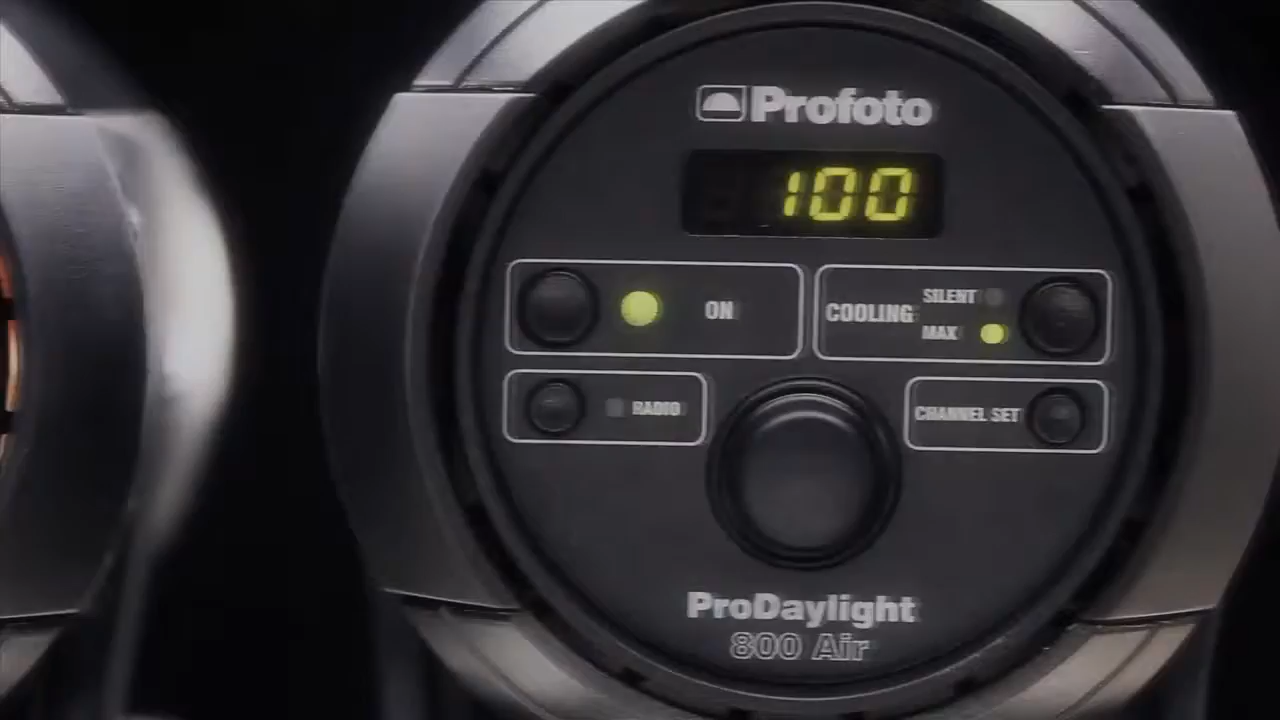 Profoto
100
ON
COOLING
SILENT
MAX
RADIO
CHANNEL SET
ProDaylight
800 Air